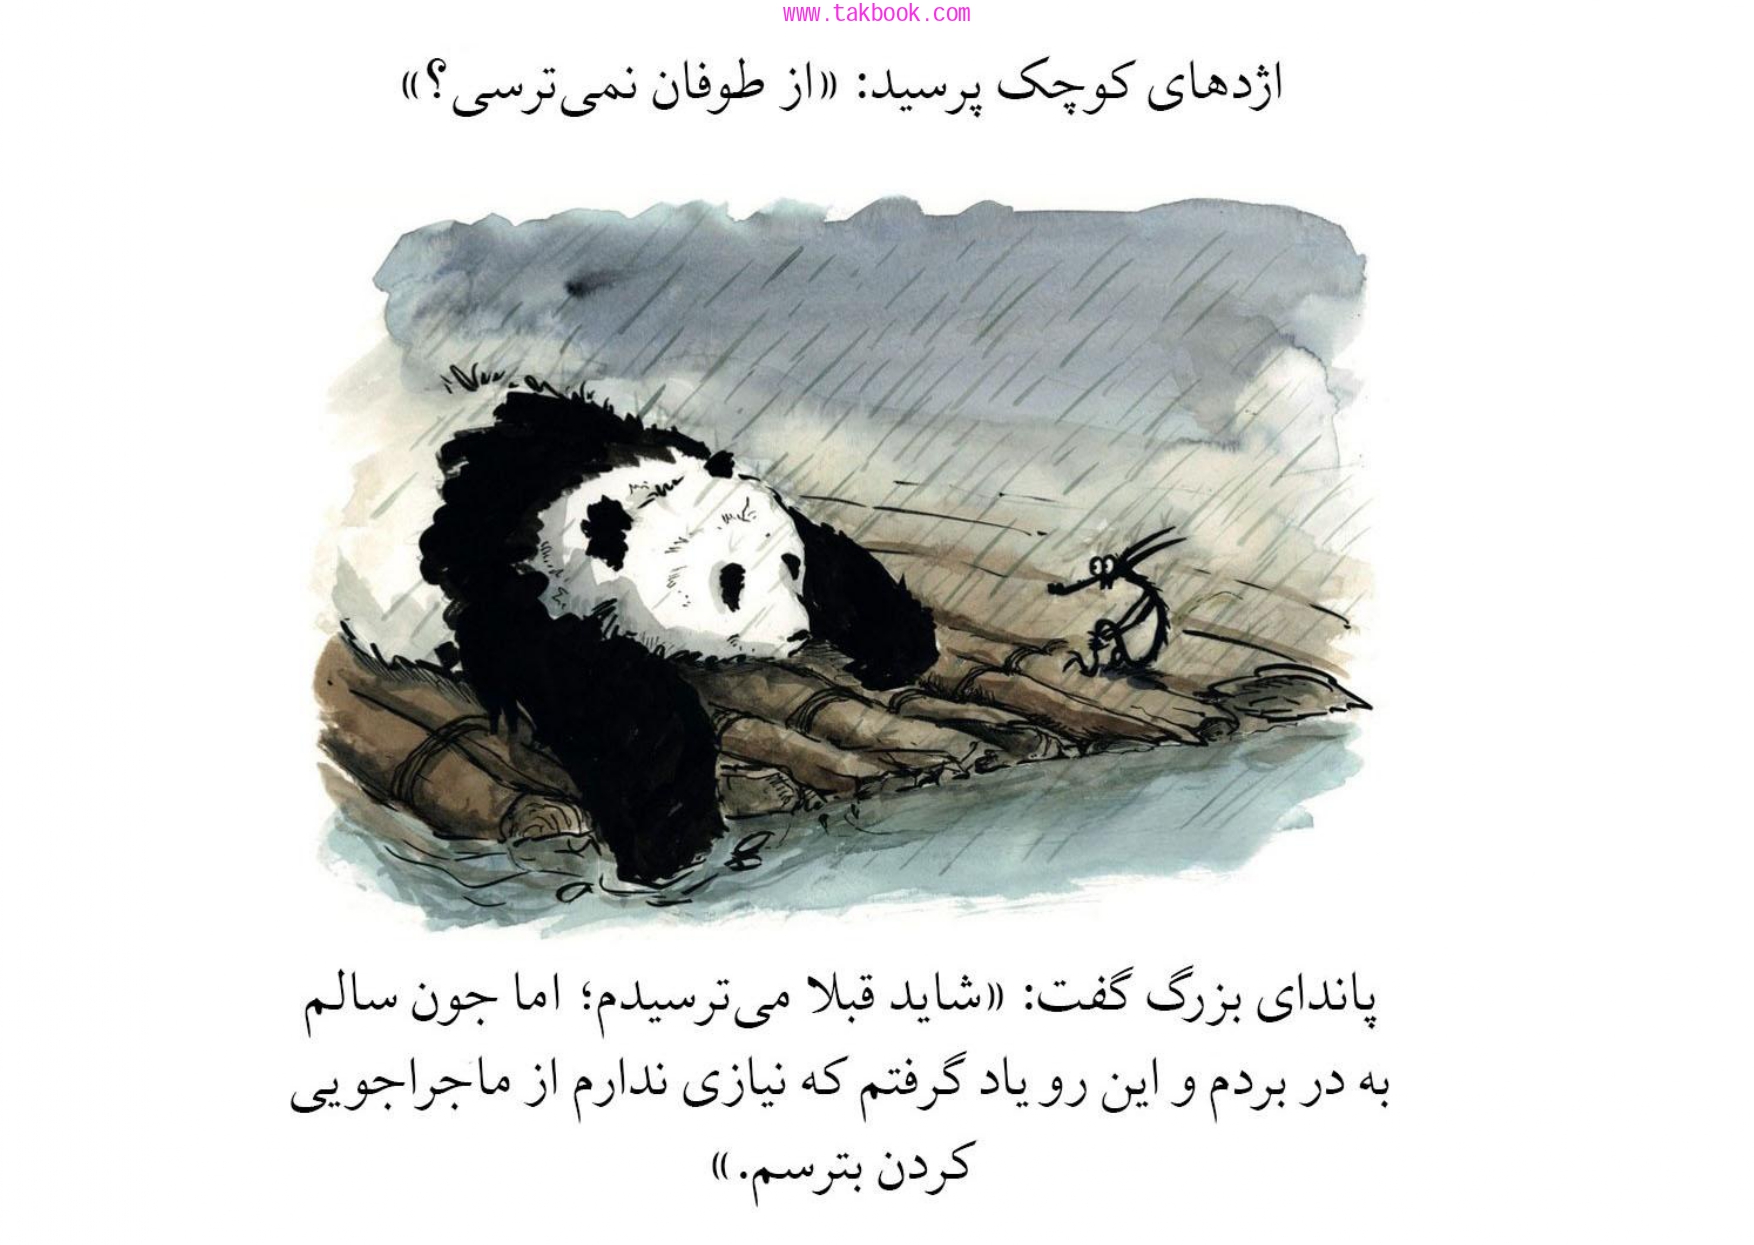 www.takbook.com
اژدهای کوچک پرسید: «از طوفان نمی‌ترسی؟»
پاندای بزرگ گفت: «شاید قبلا می‌ترسیدم؛ اما جون سالم
به در بردم و این رو یاد گرفتم که نیازی ندارم از ماجراجویی
کردن بترسم.»